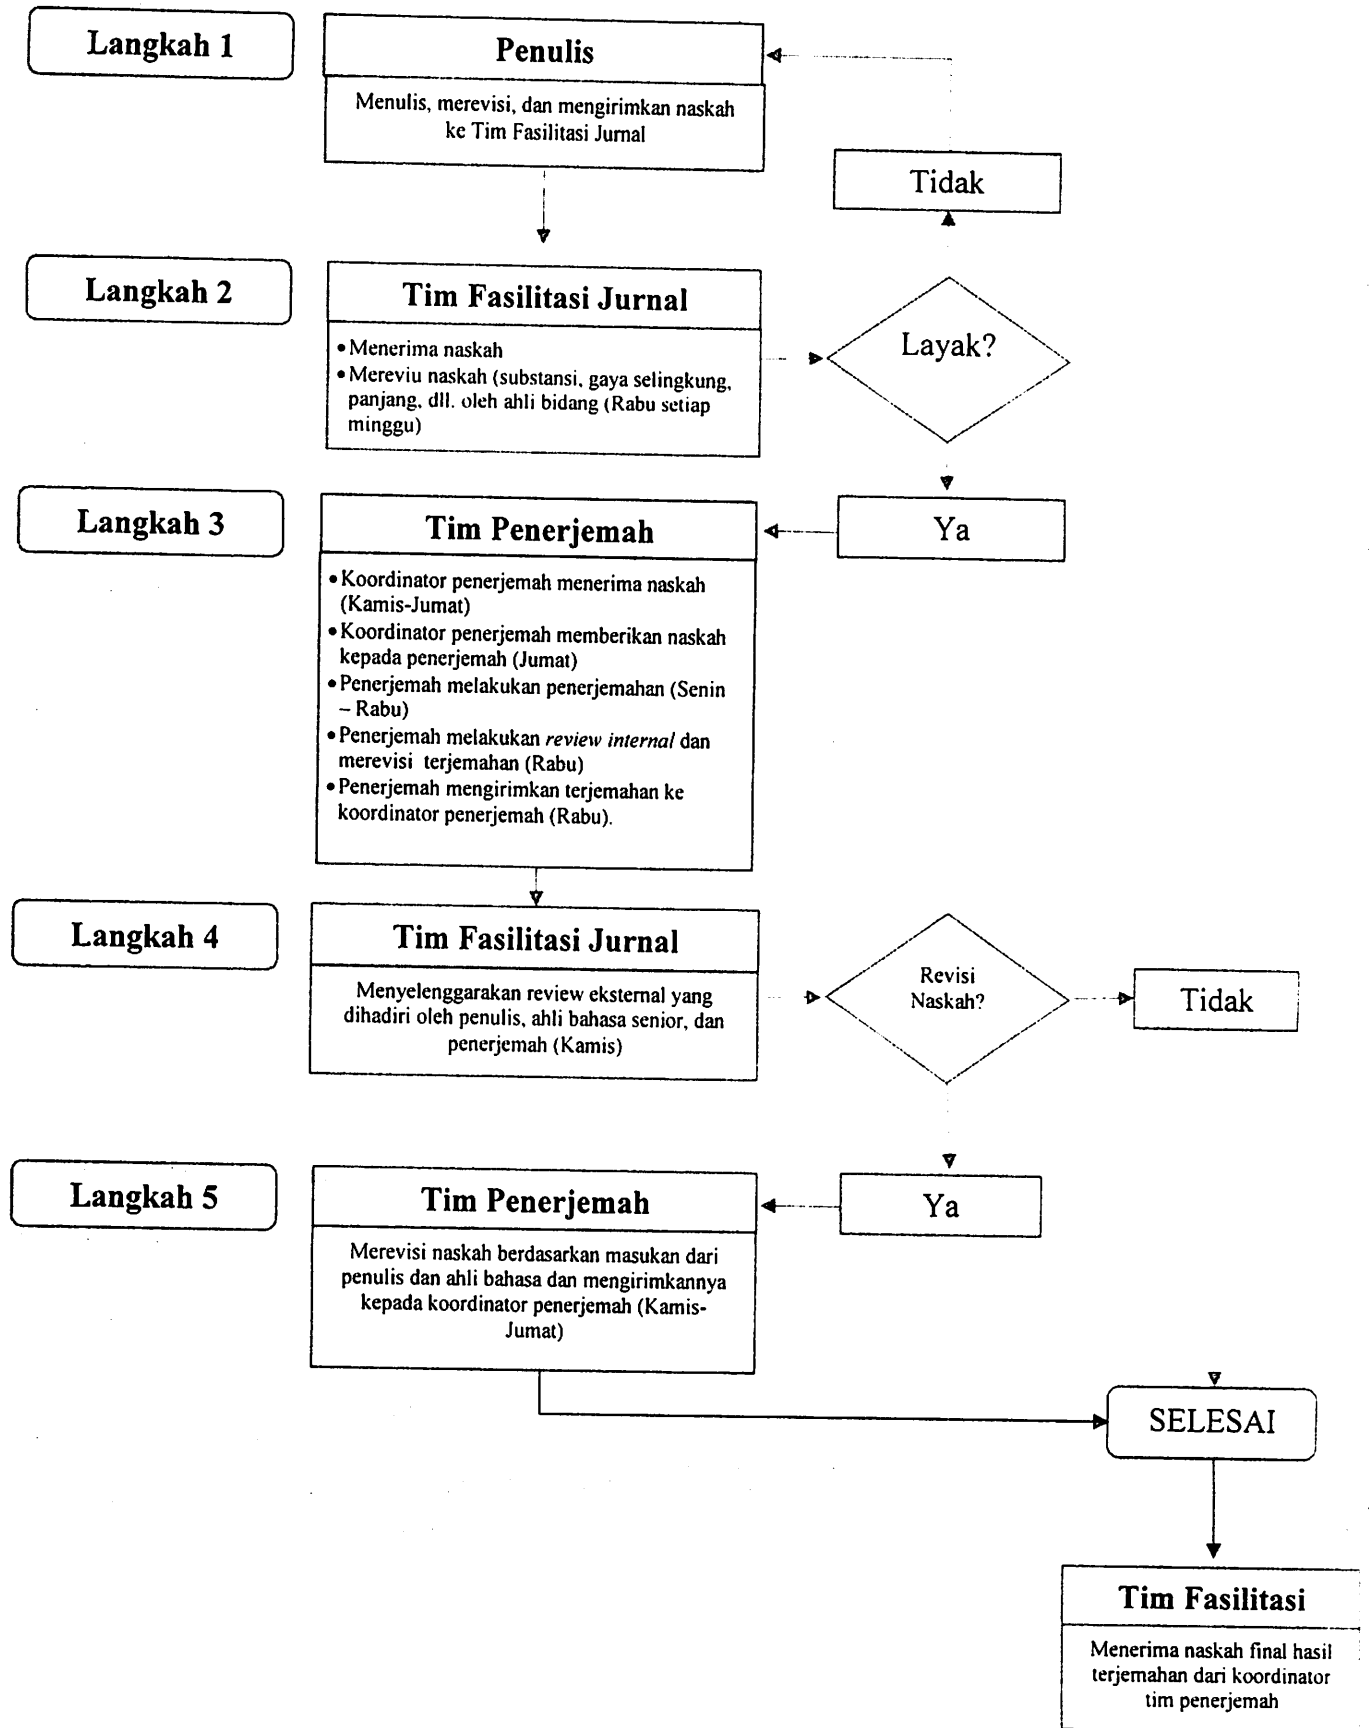 Langkah 1
Penulis
Menulis, merevisi, dan mengirimkan naskah
ke Tim Fasilitasi Jurnal
Tidak
Langkah 2
Tim Fasilitasi Jurnal
• Menerima naskah
• Mereviu naskah (substansi, gaya selingkung,
panjang, dll. oleh ahli bidang (Rabu setiap
minggu)
Layak?
Langkah 3
Tim Penerjemah
Ya
• Koordinator penerjemah menerima naskah
(Kamis-Jumat)
• Koordinator penerjemah memberikan naskah
kepada penerjemah (Jumat)
• Penerjemah melakukan penerjemahan (Senin
– Rabu)
• Penerjemah melakukan review internal dan
merevisi terjemahan (Rabu)
• Penerjemah mengirimkan terjemahan ke
koordinator penerjemah (Rabu).
Langkah 4
Tim Fasilitasi Jurnal
Menyelenggarakan review eksternal yang
dihadiri oleh penulis, ahli bahasa senior, dan
penerjemah (Kamis)
Revisi
Naskah?
Tidak
Langkah 5
Tim Penerjemah
Ya
Merevisi naskah berdasarkan masukan dari
penulis dan ahli bahasa dan mengirimkannya
kepada koordinator penerjemah (Kamis-
Jumat)
SELESAI
Tim Fasilitasi
Menerima naskah final hasil
terjemahan dari koordinator
tim penerjemah